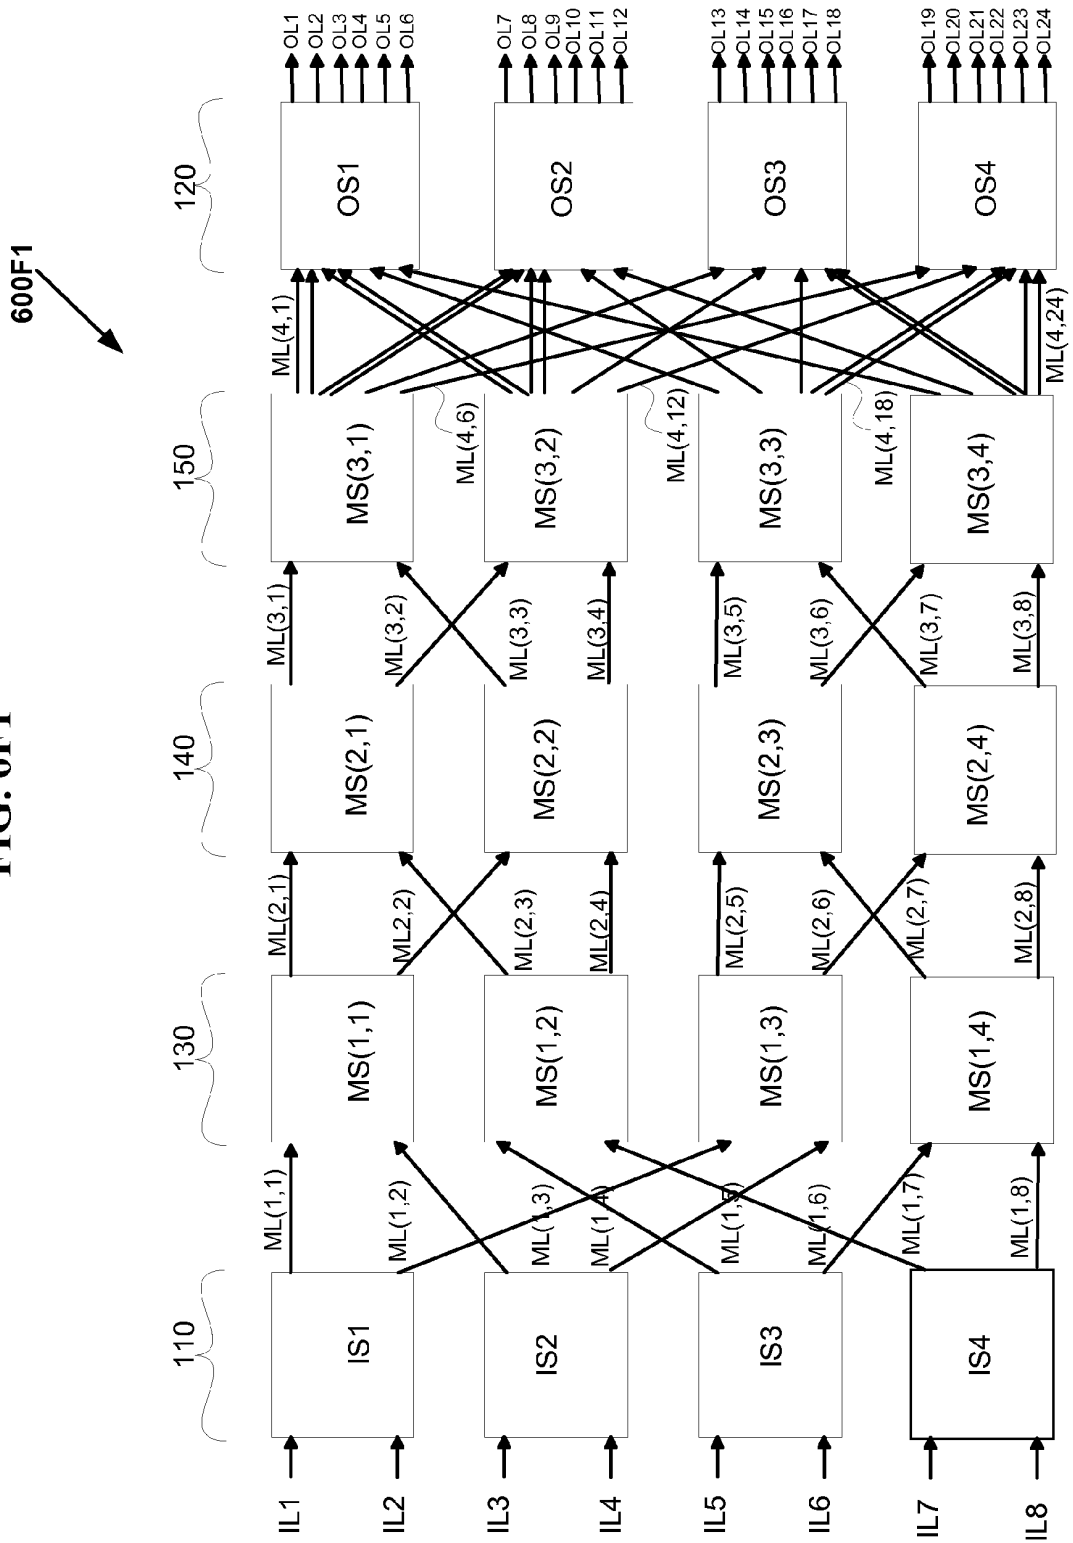 FIG. 6F1
600F1
110
130
140
150
120
IL1
IL2
IL3
IL4
IL5
IL6
IL7
IL8
IS1
IS2
IS3
IS4
ML(1,1)
ML(1,2)
ML(1,3)
ML(1,4)
ML(1,5)
ML(1,6)
ML(1,7)
ML(1,8)
MS(1,1)
MS(1,2)
MS(1,3)
MS(1,4)
ML(2,1)
ML2,2)
ML(2,3)
ML(2,4)
ML(2,5)
ML(2,6)
ML(2,7)
ML(2,8)
MS(2,1)
MS(2,2)
MS(2,3)
MS(2,4)
ML(3,1)
ML(3,2)
ML(3,3)
ML(3,4)
ML(3,5)
ML(3,6)
ML(3,7)
ML(3,8)
MS(3,1)
MS(3,2)
MS(3,3)
MS(3,4)
ML(4,1)
ML(4,6)
ML(4,12)
ML(4,18)
ML(4,24)
OS1
OS2
OS3
OS4
OL1
OL2
OL3
OL4
OL5
OL6
OL7
OL8
OL9
OL10
OL11
OL12
OL13
OL14
OL15
OL16
OL17
OL18
OL19
OL20
OL21
OL22
OL23
OL24